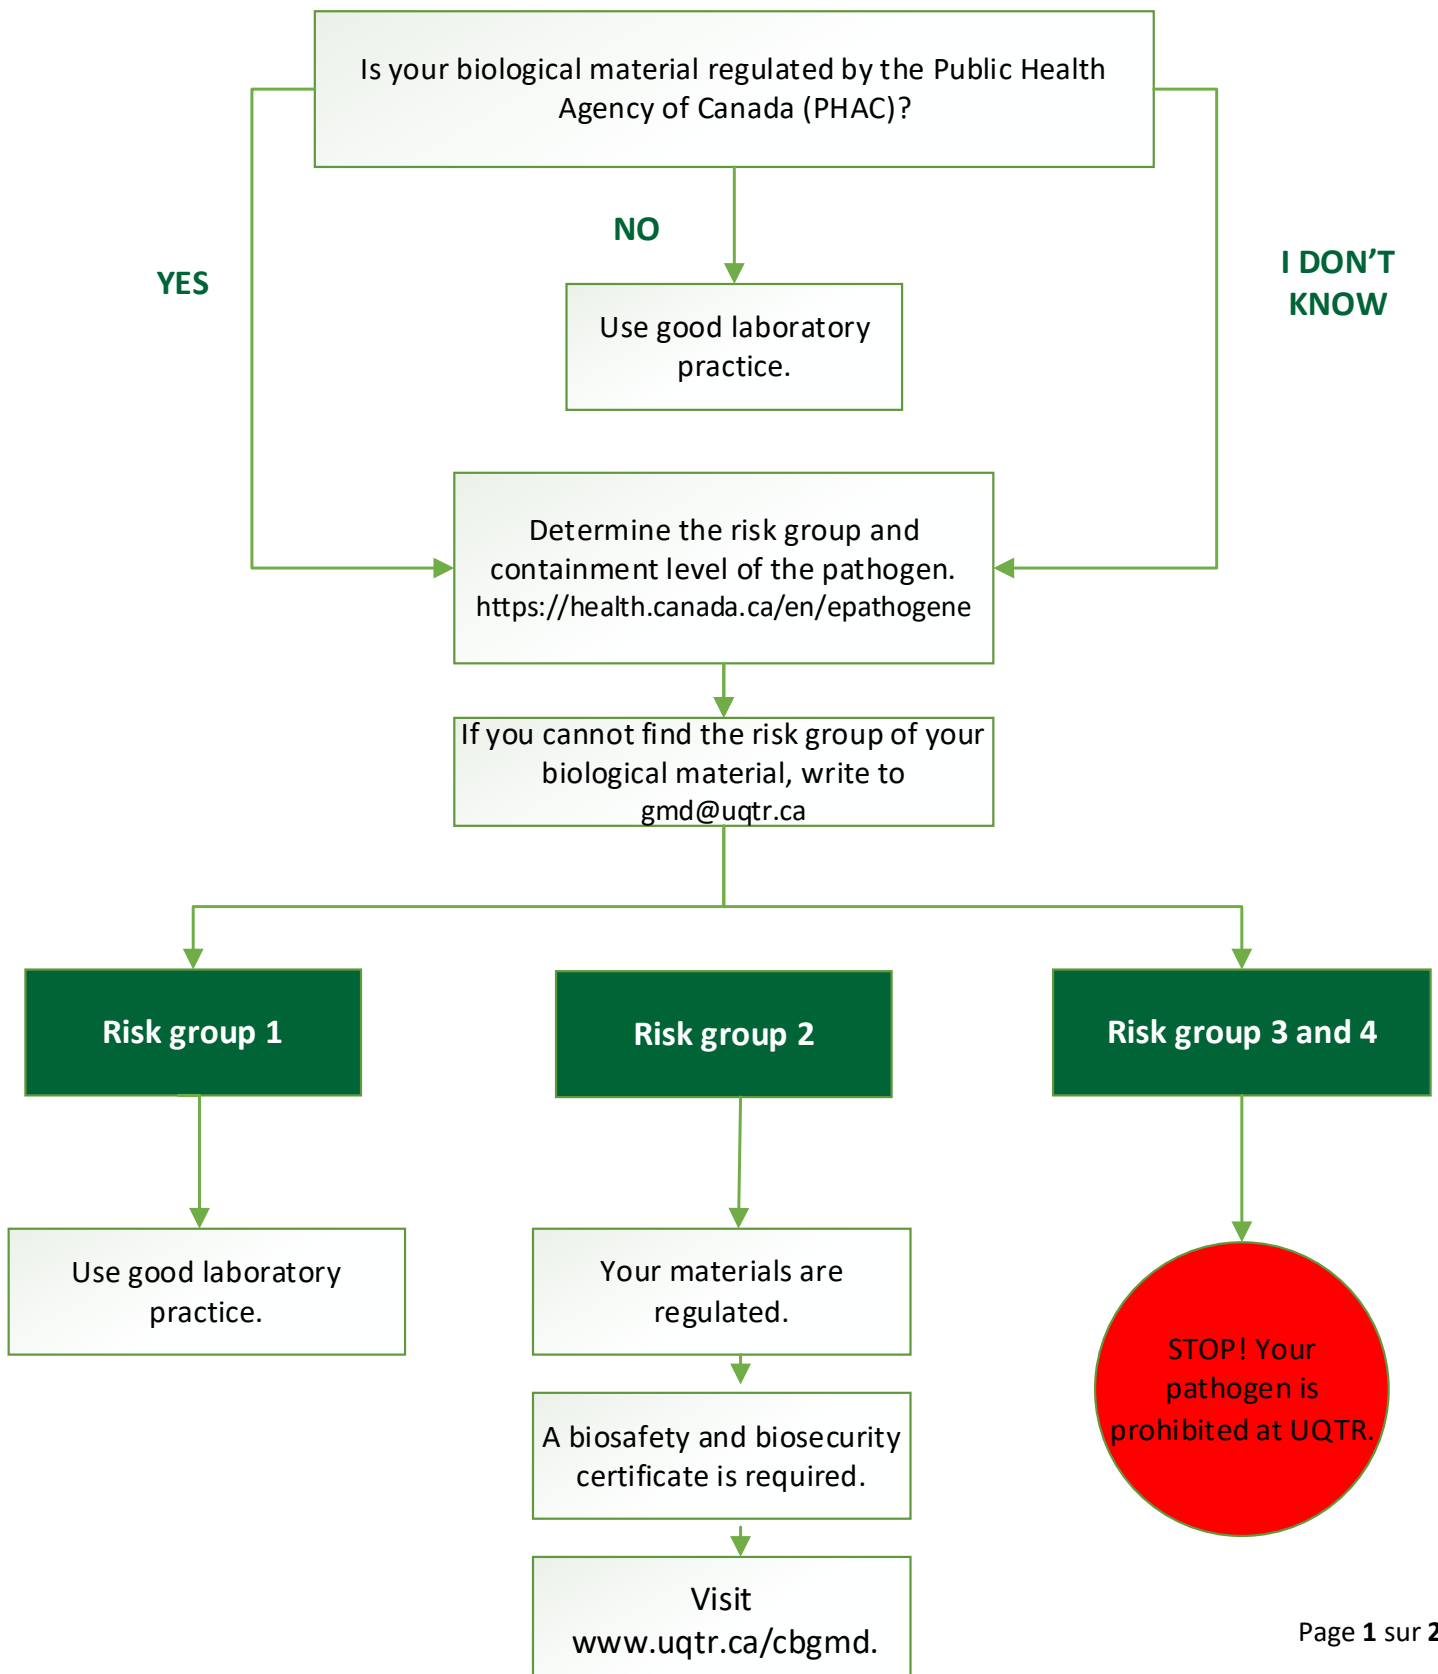 Is your biological material regulated by the Public Health
Agency of Canada (PHAC)?
NO
YES
I DON’T
KNOW
Use good laboratory
practice.
Determine the risk group and
containment level of the pathogen.
https://health.canada.ca/en/epathogene
If you cannot find the risk group of your
biological material, write to
gmd@uqtr.ca
Risk group 1
Risk group 2
Risk group 3 and 4
Use good laboratory
practice.
Your materials are
regulated.
STOP! Your
pathogen is
prohibited at UQTR.
A biosafety and biosecurity
certificate is required.
Visit
www.uqtr.ca/cbgmd.
Page 1 sur 2